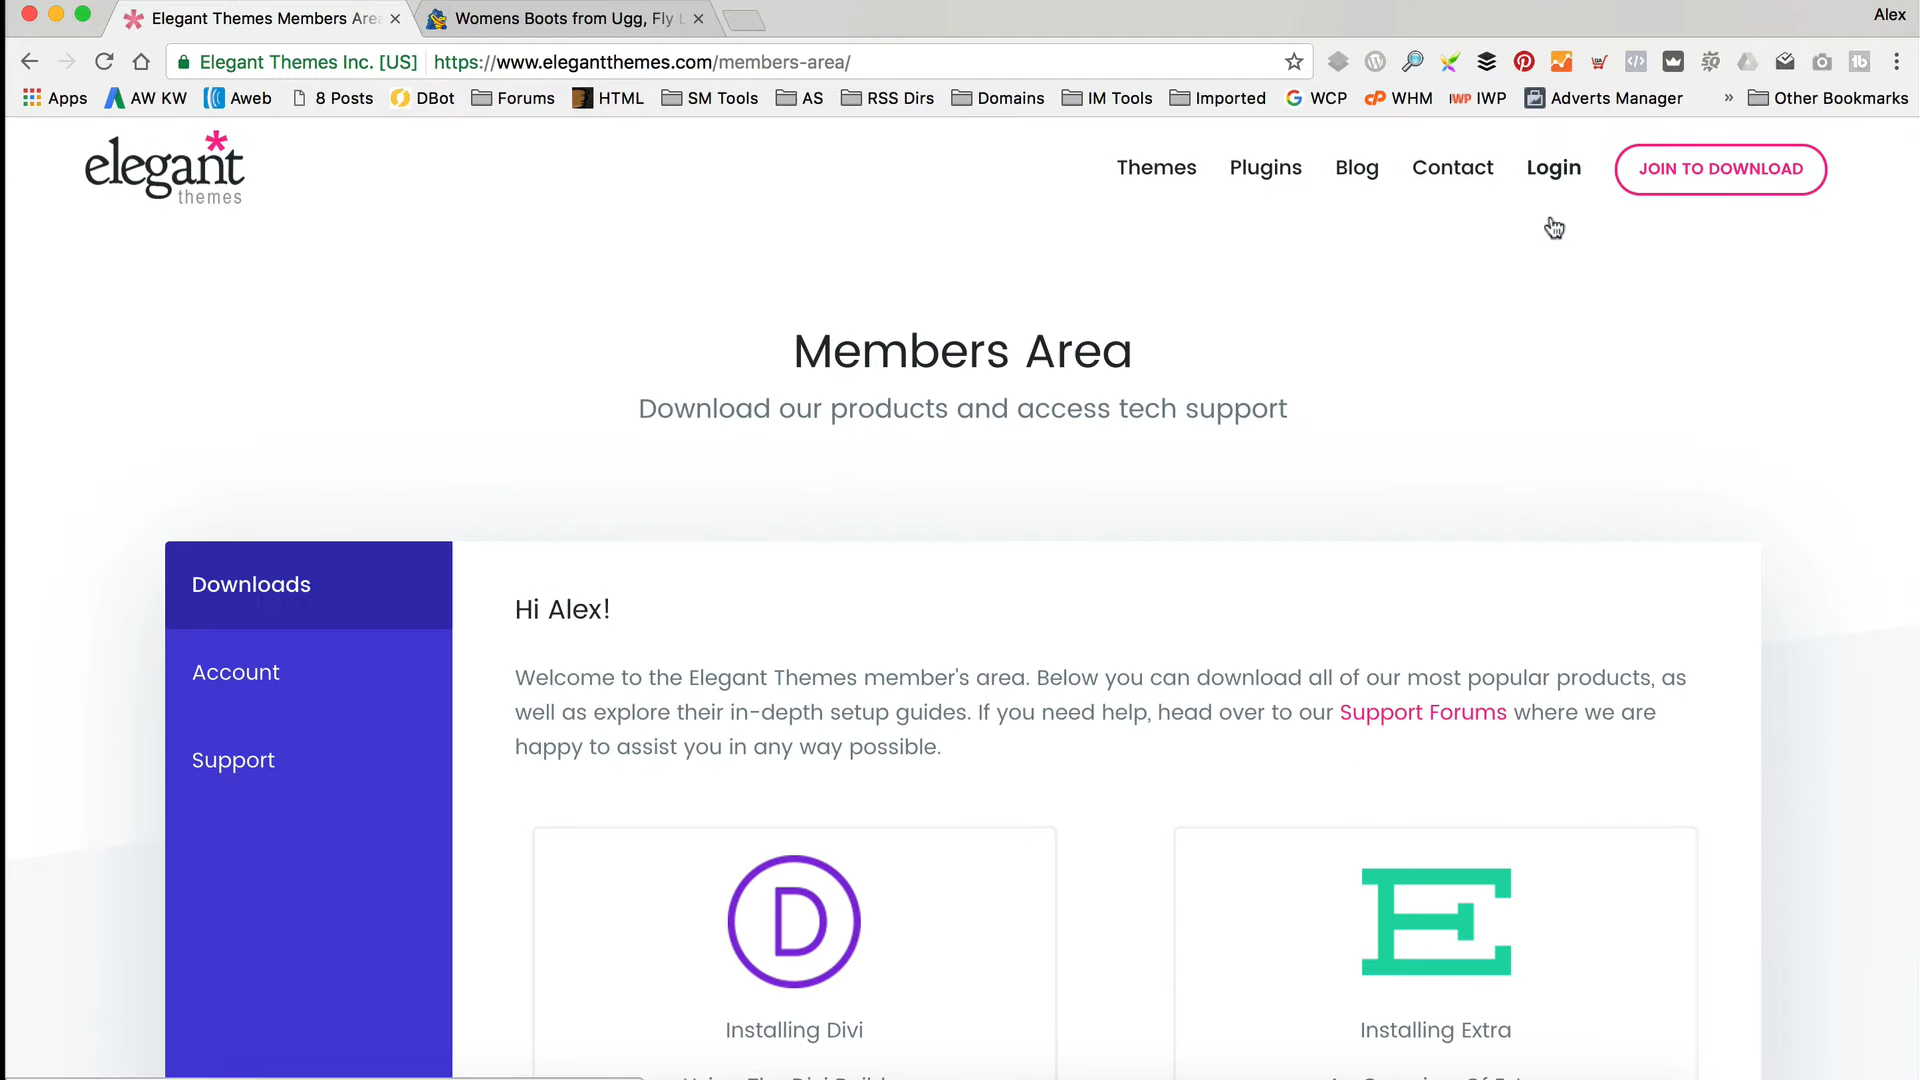 Elegant Themes Members Area
Womens Boots from Ugg, Fly L
Alex
Elegant Themes Inc. [US]
https://www.elegantthemes.com/members-area/
Apps
AW KW
Aweb
8 Posts
DBot
Forums
HTML
SM Tools
AS
RSS Dirs
Domains
IM Tools
Imported
WCP
WHM
IWP
Adverts Manager
»
Other Bookmarks
elegant
themes
Themes
Plugins
Blog
Contact
Login
JOIN TO DOWNLOAD
Members Area
Download our products and access tech support
Downloads
Account
Support
Hi Alex!
Welcome to the Elegant Themes member's area. Below you can download all of our most popular products, as
well as explore their in-depth setup guides. If you need help, head over to our Support Forums where we are
happy to assist you in any way possible.
D
E
Installing Divi
Installing Extra